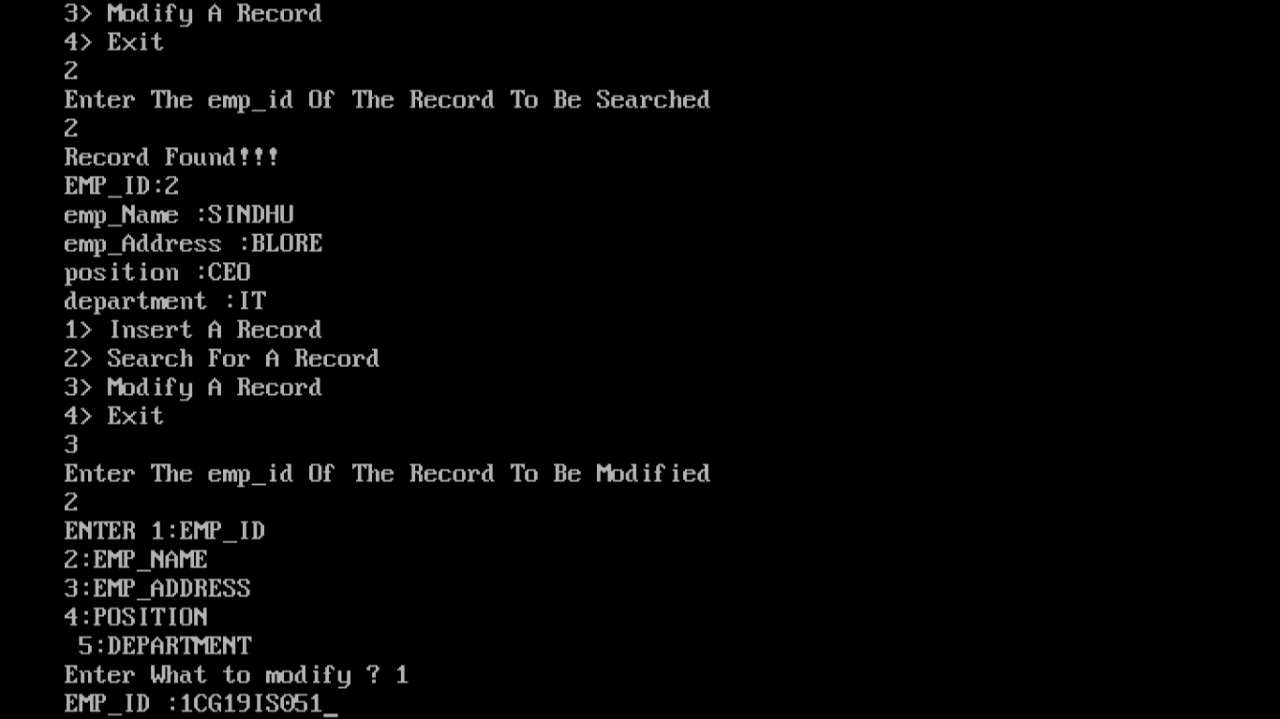 3> Modify A Record
4> Exit
2
Enter The emp_id Of The Record To Be Searched
2
Record Found!!!
EMP_ID:2
emp_Name :SINDHU
emp_Address :BLORE
position :CEO
department :IT
1> Insert A Record
2> Search For A Record
3> Modify A Record
4> Exit
3
Enter The emp_id Of The Record To Be Modified
2
ENTER 1:EMP_ID
2:EMP_NAME
3:EMP_ADDRESS
4:POSITION
5:DEPARTMENT
Enter What to modify ? 1
EMP_ID :1CG19IS051_